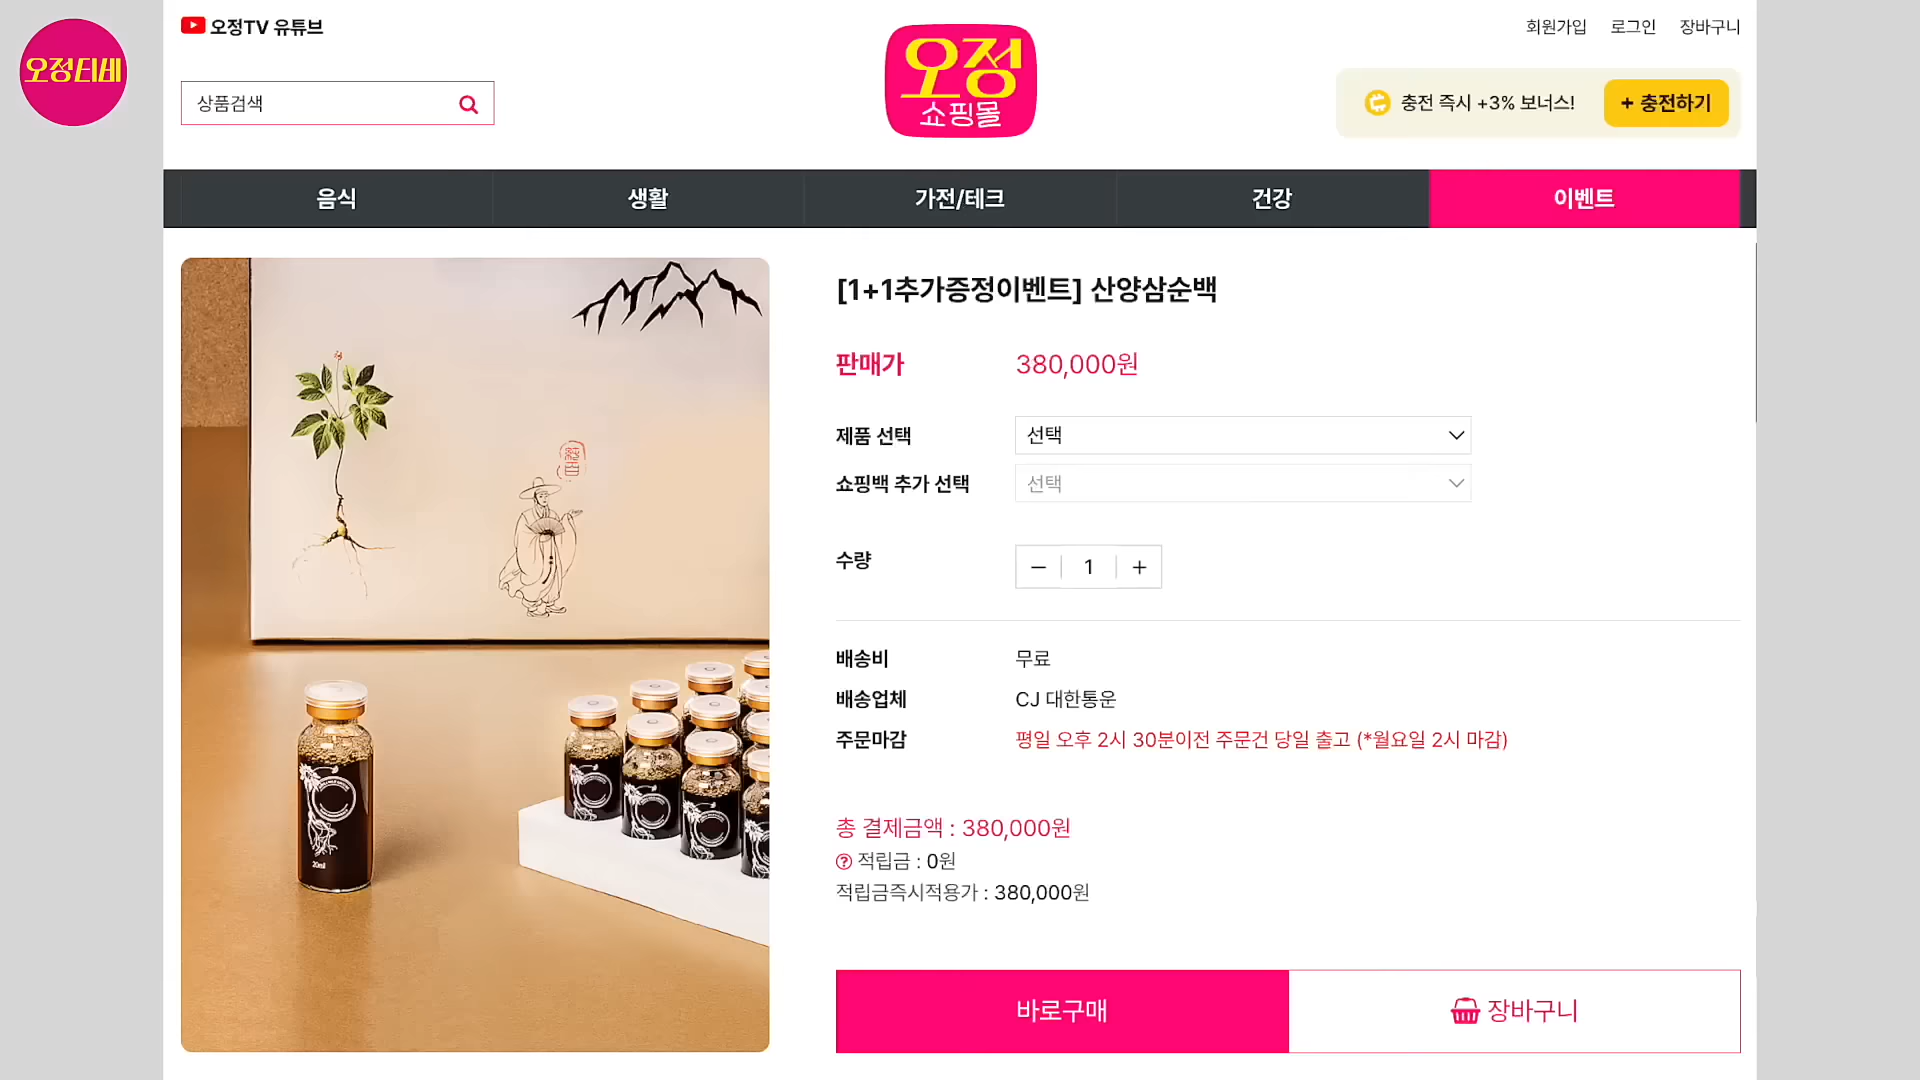 오정티비
오정TV 유튜브
회원가입 로그인 장바구니
상품검색
오정
쇼핑몰
충전 즉시 +3% 보너스!
+ 충전하기
음식 생활 가전/테크 건강 이벤트
[1+1추가증정이벤트] 산양삼순백
판매가 380,000원
제품 선택 선택
쇼핑백 추가 선택 선택
수량 − 1 +
배송비 무료
배송업체 CJ 대한통운
주문마감 평일 오후 2시 30분이전 주문건 당일 출고 (*월요일 2시 마감)
총 결제금액 : 380,000원
? 적립금 : 0원
적립금즉시적용가 : 380,000원
바로구매 장바구니
20ml